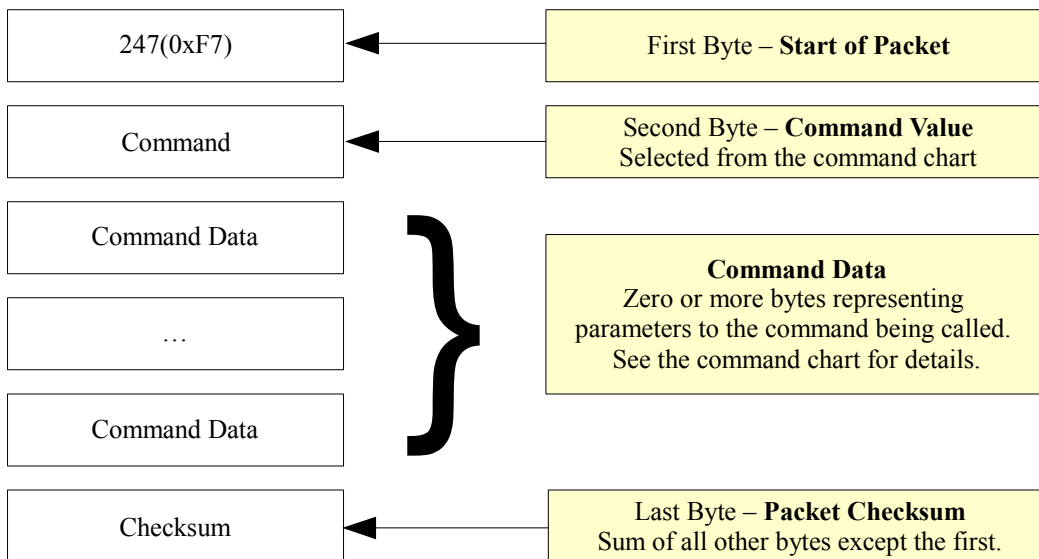 247(0xF7)
First Byte – Start of Packet
Command
Second Byte – Command Value
Selected from the command chart
Command Data
…
Command Data
Command Data
Zero or more bytes representing
parameters to the command being called.
See the command chart for details.
Checksum
Last Byte – Packet Checksum
Sum of all other bytes except the first.